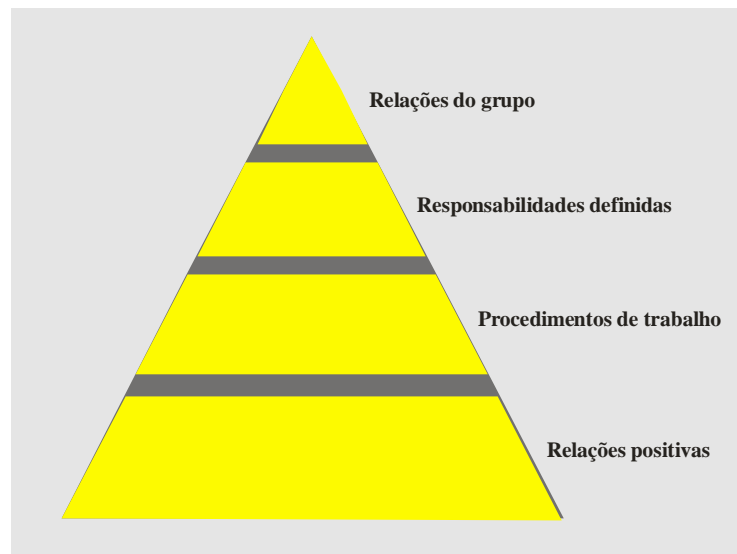 Relações do grupo
Responsabilidades definidas
Procedimentos de trabalho
Relações positivas